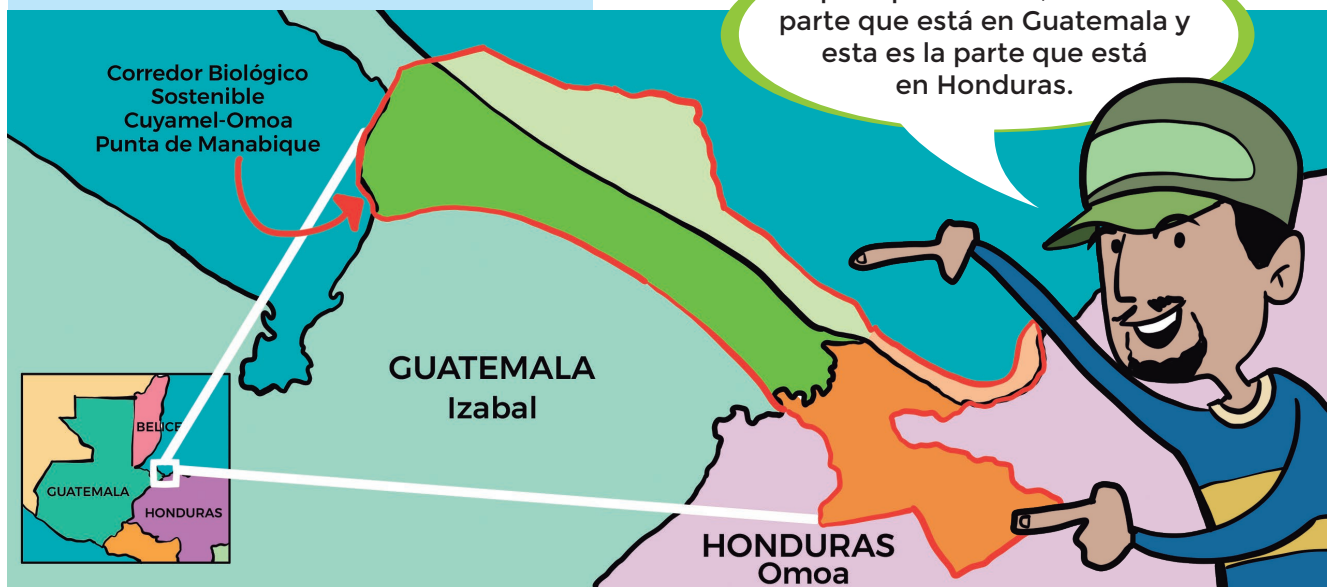 parte que está en Guatemala y
esta es la parte que está
en Honduras.
Corredor Biológico
Sostenible
Cuyamel-Omoa
Punta de Manabique
GUATEMALA
Izabal
BELICE
GUATEMALA
HONDURAS
HONDURAS
Omoa